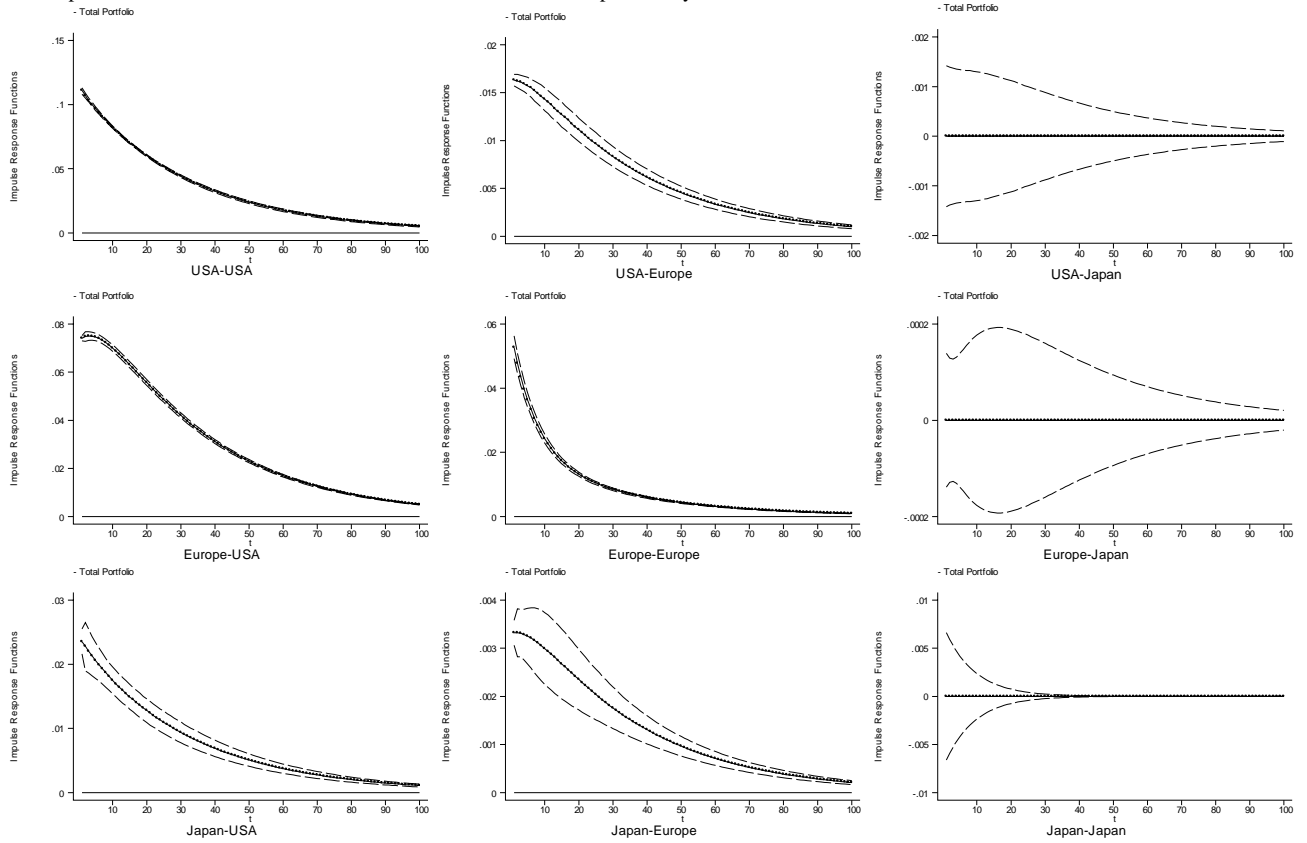 - Total Portfolio
Impulse Response Functions
.15
.1
.05
0
10 20 30 40 50 60 70 80 90 100
t
USA-USA
- Total Portfolio
Impulse Response Functions
.02
.015
.01
.005
0
10 20 30 40 50 60 70 80 90 100
t
USA-Europe
- Total Portfolio
Impulse Response Functions
.002
.001
0
-.001
-.002
10 20 30 40 50 60 70 80 90 100
t
USA-Japan
- Total Portfolio
Impulse Response Functions
.08
.06
.04
.02
0
10 20 30 40 50 60 70 80 90 100
t
Europe-USA
- Total Portfolio
Impulse Response Functions
.06
.04
.02
0
10 20 30 40 50 60 70 80 90 100
t
Europe-Europe
- Total Portfolio
Impulse Response Functions
.0002
0
-.0002
10 20 30 40 50 60 70 80 90 100
t
Europe-Japan
- Total Portfolio
Impulse Response Functions
.03
.02
.01
0
10 20 30 40 50 60 70 80 90 100
t
Japan-USA
- Total Portfolio
Impulse Response Functions
.004
.003
.002
.001
0
10 20 30 40 50 60 70 80 90 100
t
Japan-Europe
- Total Portfolio
Impulse Response Functions
.01
.005
0
-.005
-.01
10 20 30 40 50 60 70 80 90 100
t
Japan-Japan